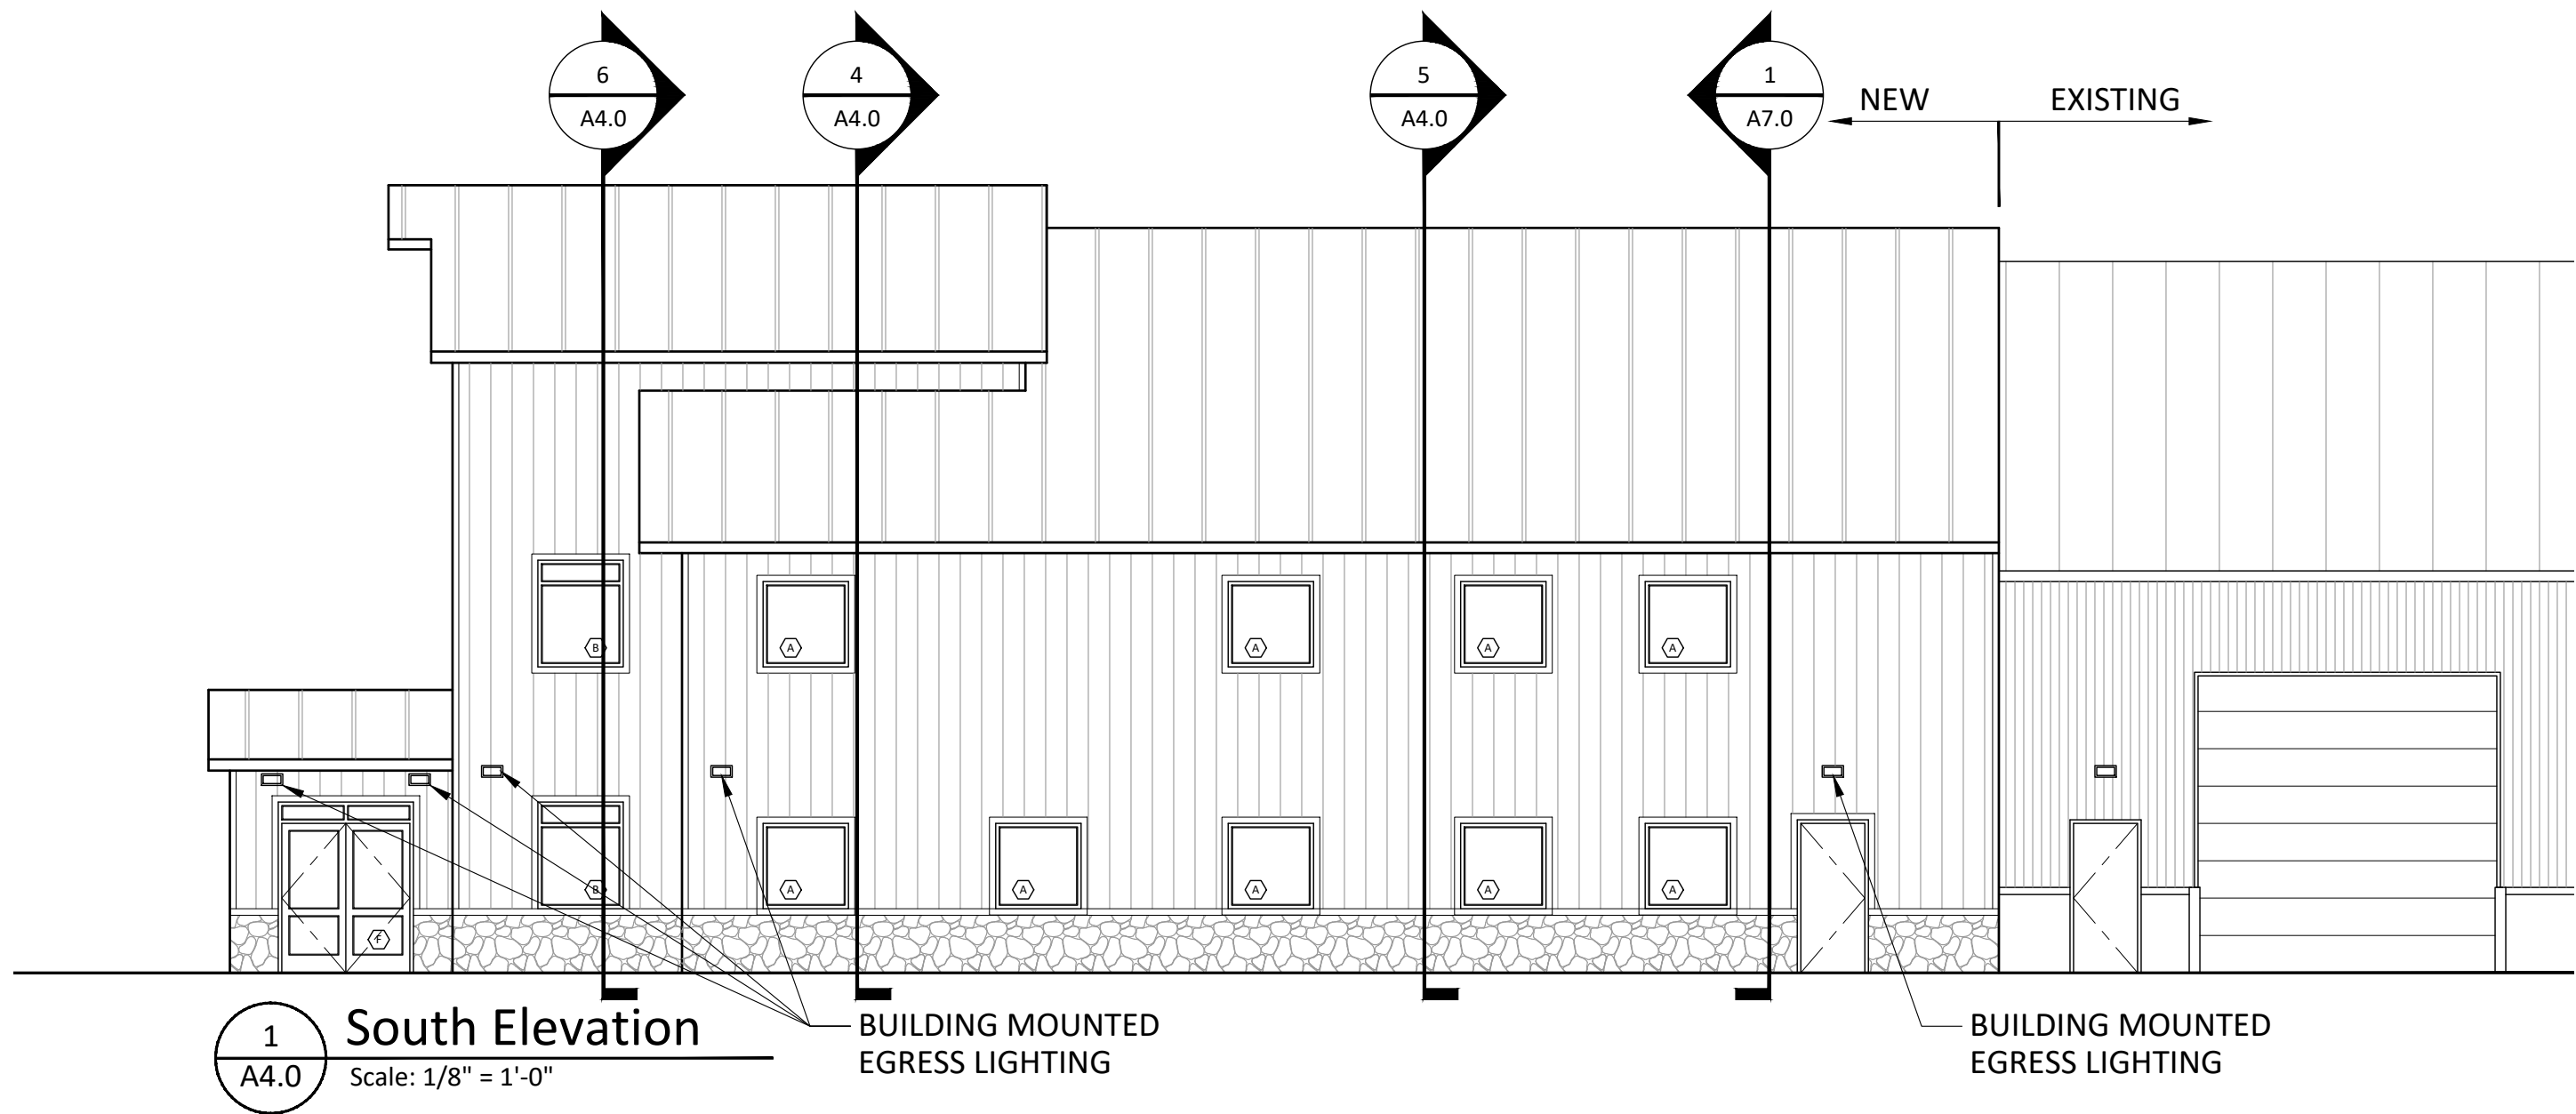 6
A4.0
4
A4.0
5
A4.0
1
A7.0
NEW
EXISTING
B
A
A
A
A
B
A
A
A
A
A
F
1
A4.0
South Elevation
Scale: 1/8" = 1'-0"
BUILDING MOUNTED
EGRESS LIGHTING
BUILDING MOUNTED
EGRESS LIGHTING